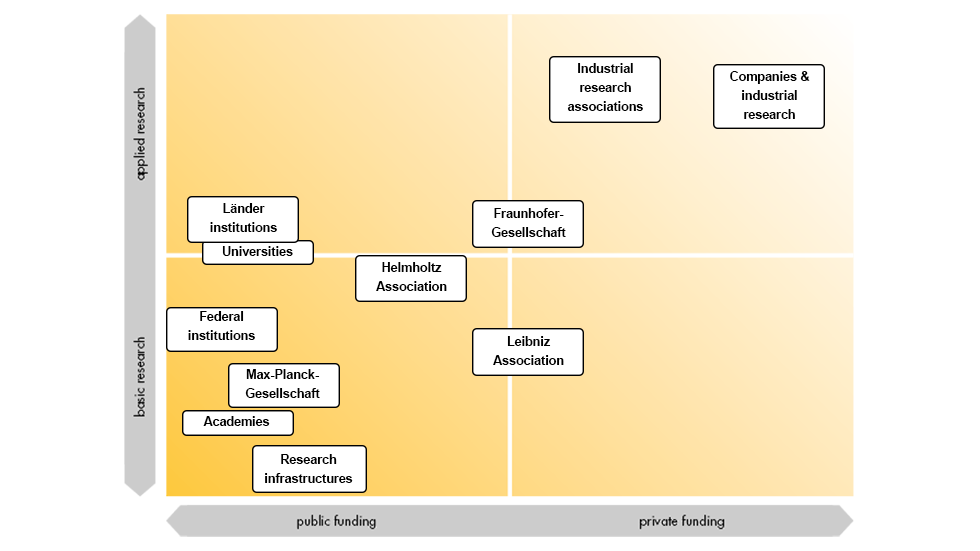 applied research
basic research
Industrial
research
associations
Companies &
industrial
research
Länder
institutions
Universities
Fraunhofer-
Gesellschaft
Helmholtz
Association
Federal
institutions
Leibniz
Association
Max-Planck-
Gesellschaft
Academies
Research
infrastructures
public funding
private funding